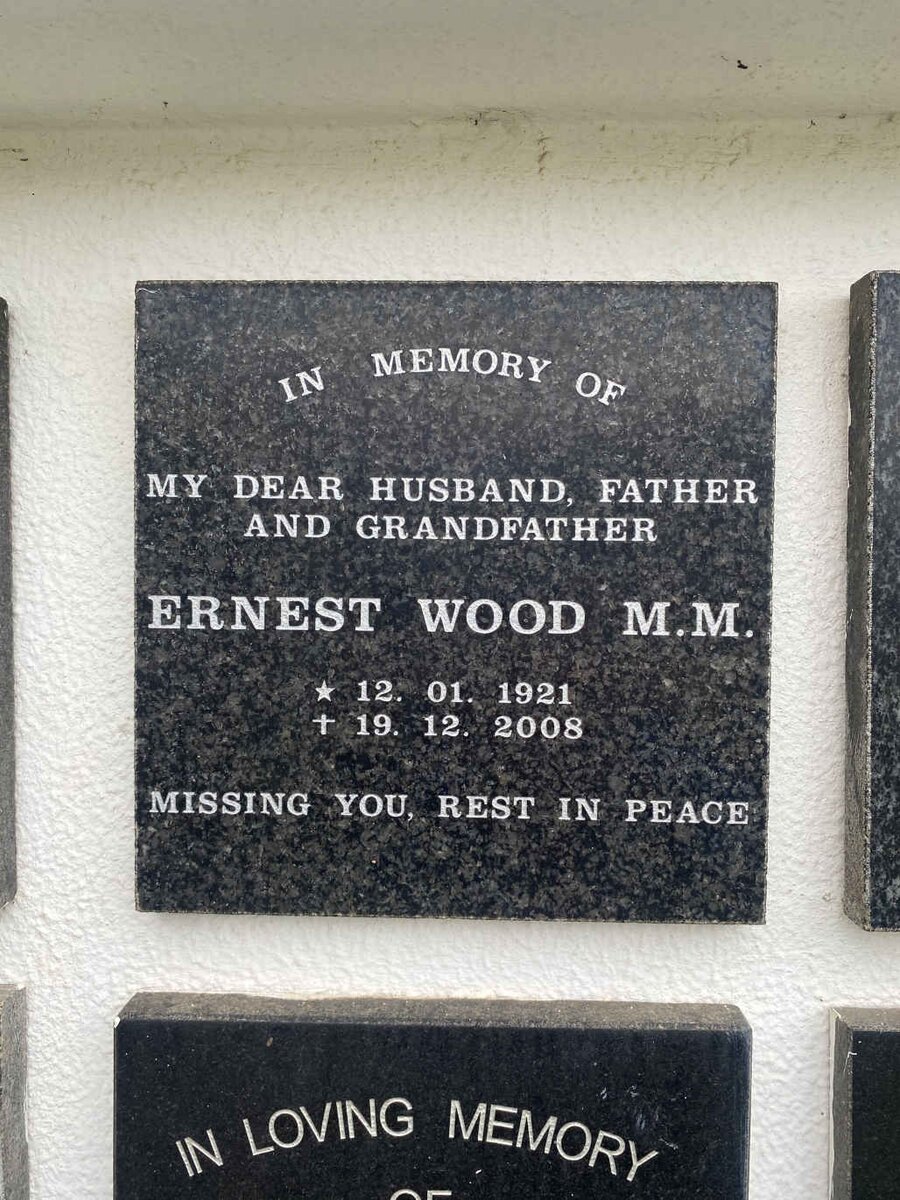 IN MEMORY OF
MY DEAR HUSBAND, FATHER
AND GRANDFATHER
ERNEST WOOD M.M.
★ 12. 01. 1921
✝ 19. 12. 2008
MISSING YOU, REST IN PEACE
IN LOVING MEMORY
OF